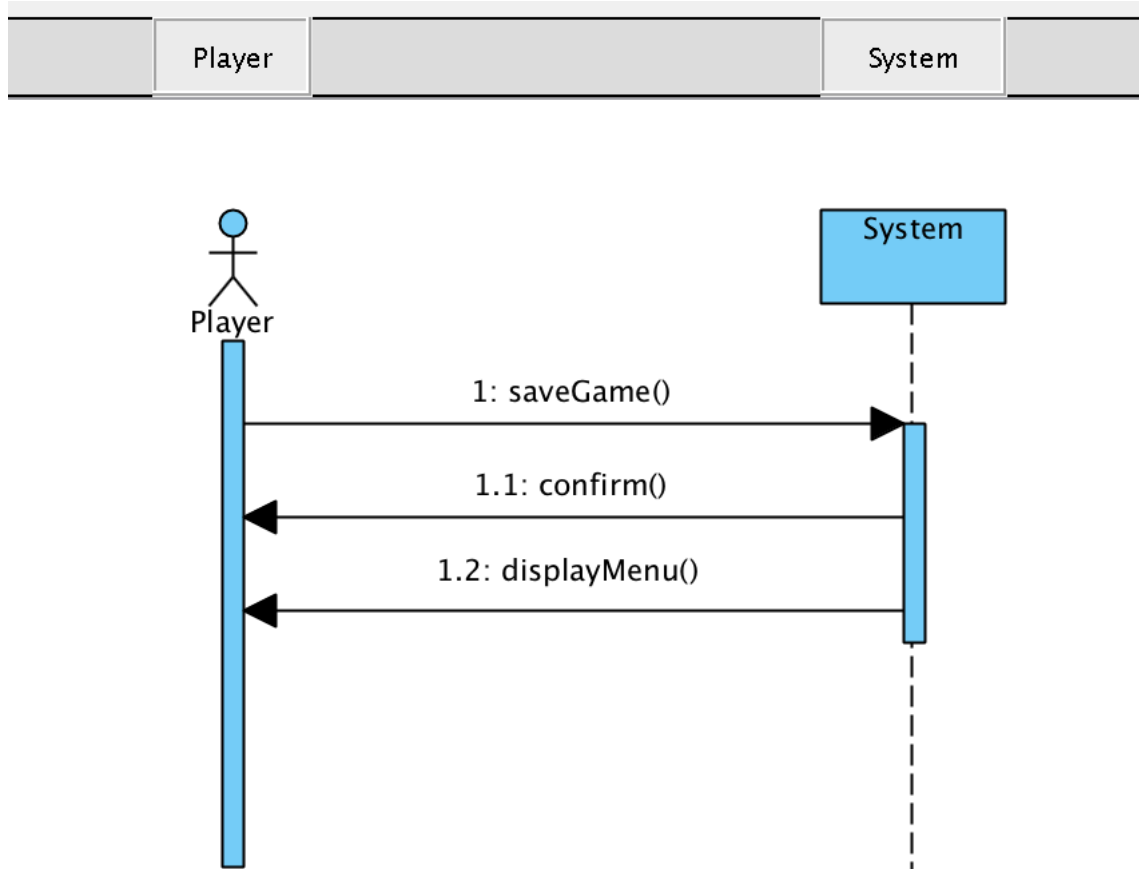 Player
System
System
Player
1: saveGame()
1.1: confirm()
1.2: displayMenu()